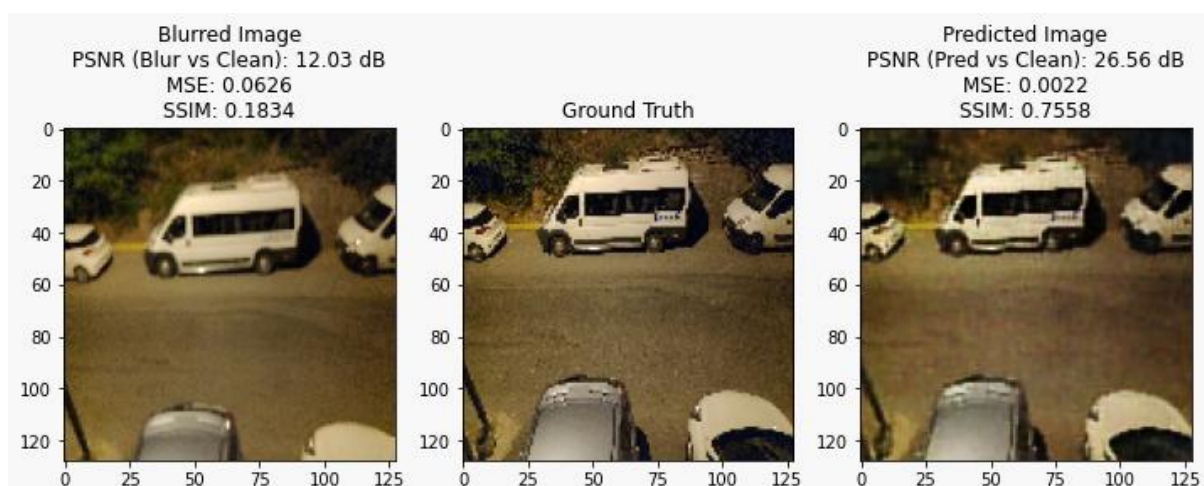 Blurred Image
PSNR (Blur vs Clean): 12.03 dB
MSE: 0.0626
SSIM: 0.1834
Ground Truth
Predicted Image
PSNR (Pred vs Clean): 26.56 dB
MSE: 0.0022
SSIM: 0.7558
0
20
40
60
80
100
120
0 25 50 75 100 125
0
20
40
60
80
100
120
0 25 50 75 100 125
0
20
40
60
80
100
120
0 25 50 75 100 125